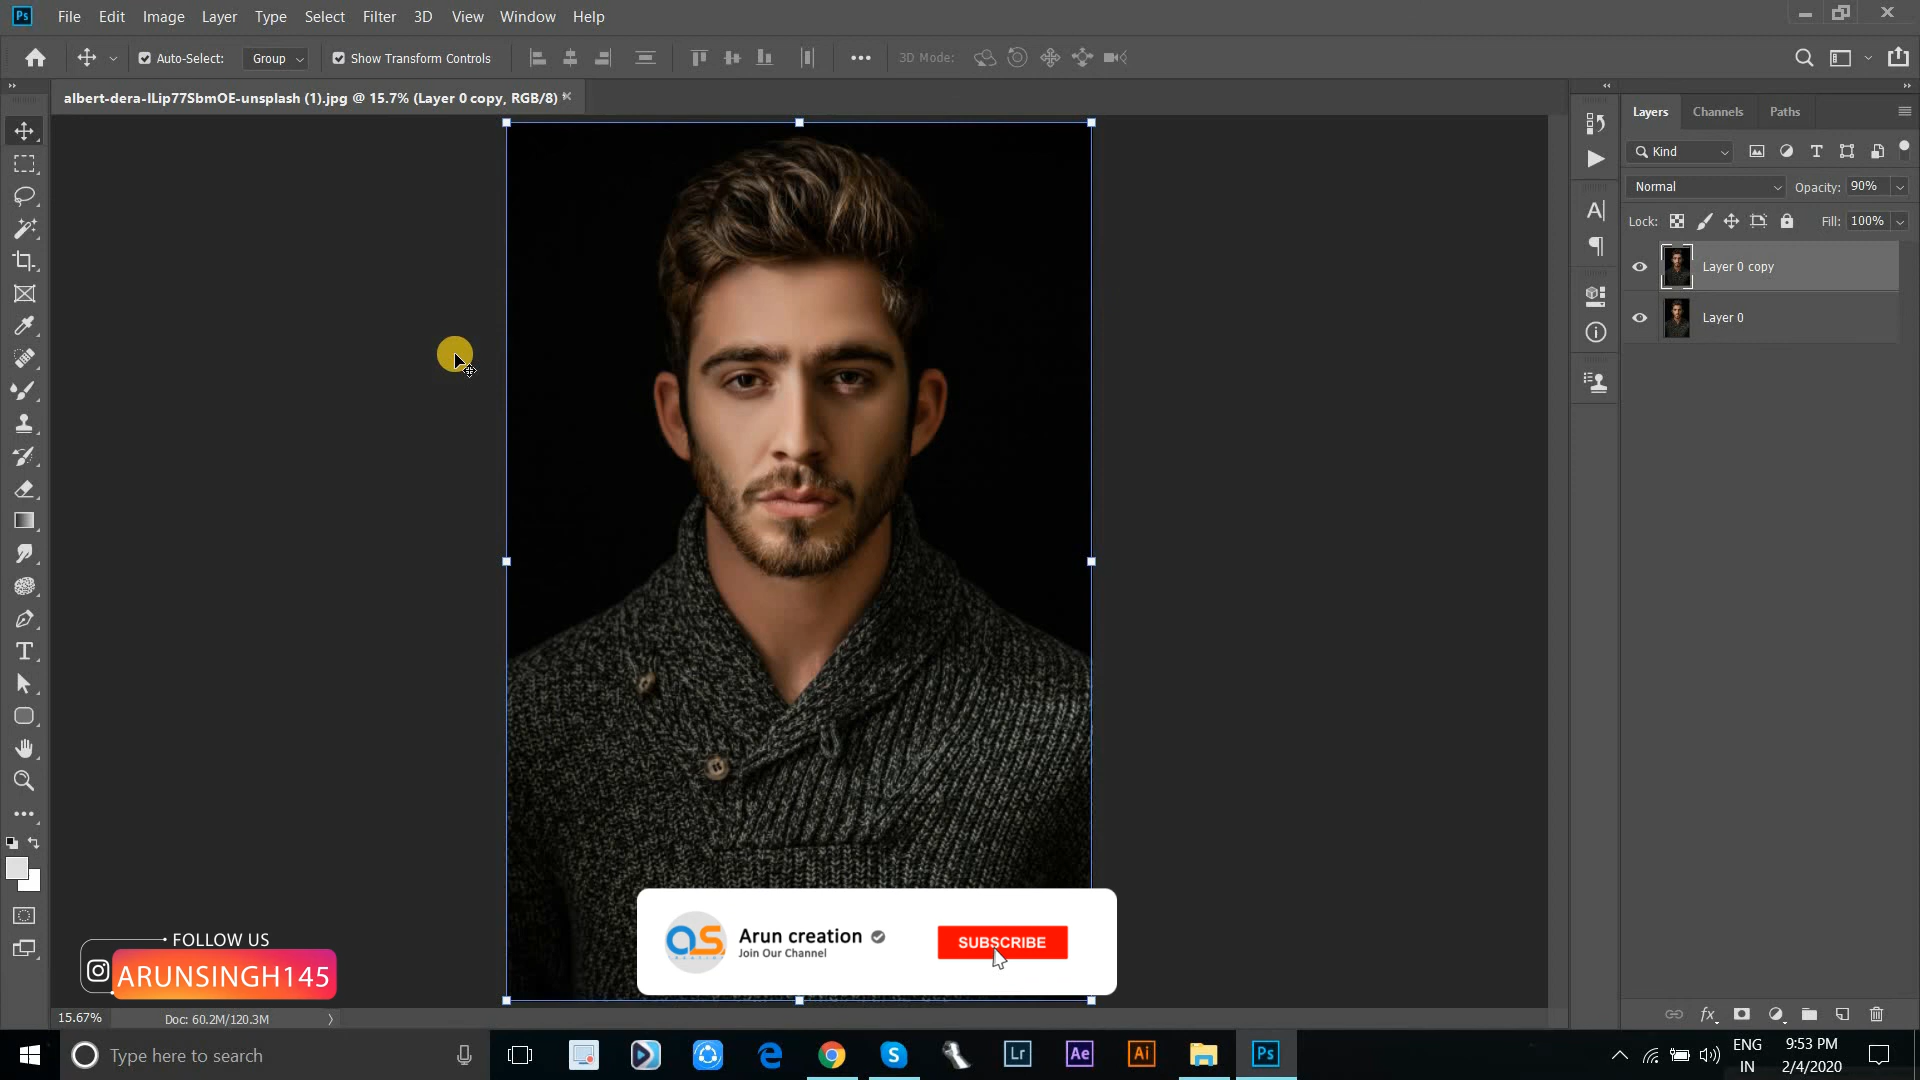 Ps File Edit Image Layer Type Select Filter 3D View Window Help
Auto-Select: Group Show Transform Controls 3D Mode:
albert-dera-ILip77SbmOE-unsplash (1).jpg @ 15.7% (Layer 0 copy, RGB/8) *
Layers Channels Paths
Kind
Normal Opacity: 90%
Lock: Fill: 100%
Layer 0 copy
Layer 0
FOLLOW US
ARUNSINGH145
Arun creation
Join Our Channel
SUBSCRIBE
15.67% Doc: 60.2M/120.3M
Type here to search
Lr Ae Ai Ps
ENG
IN
9:53 PM
2/4/2020